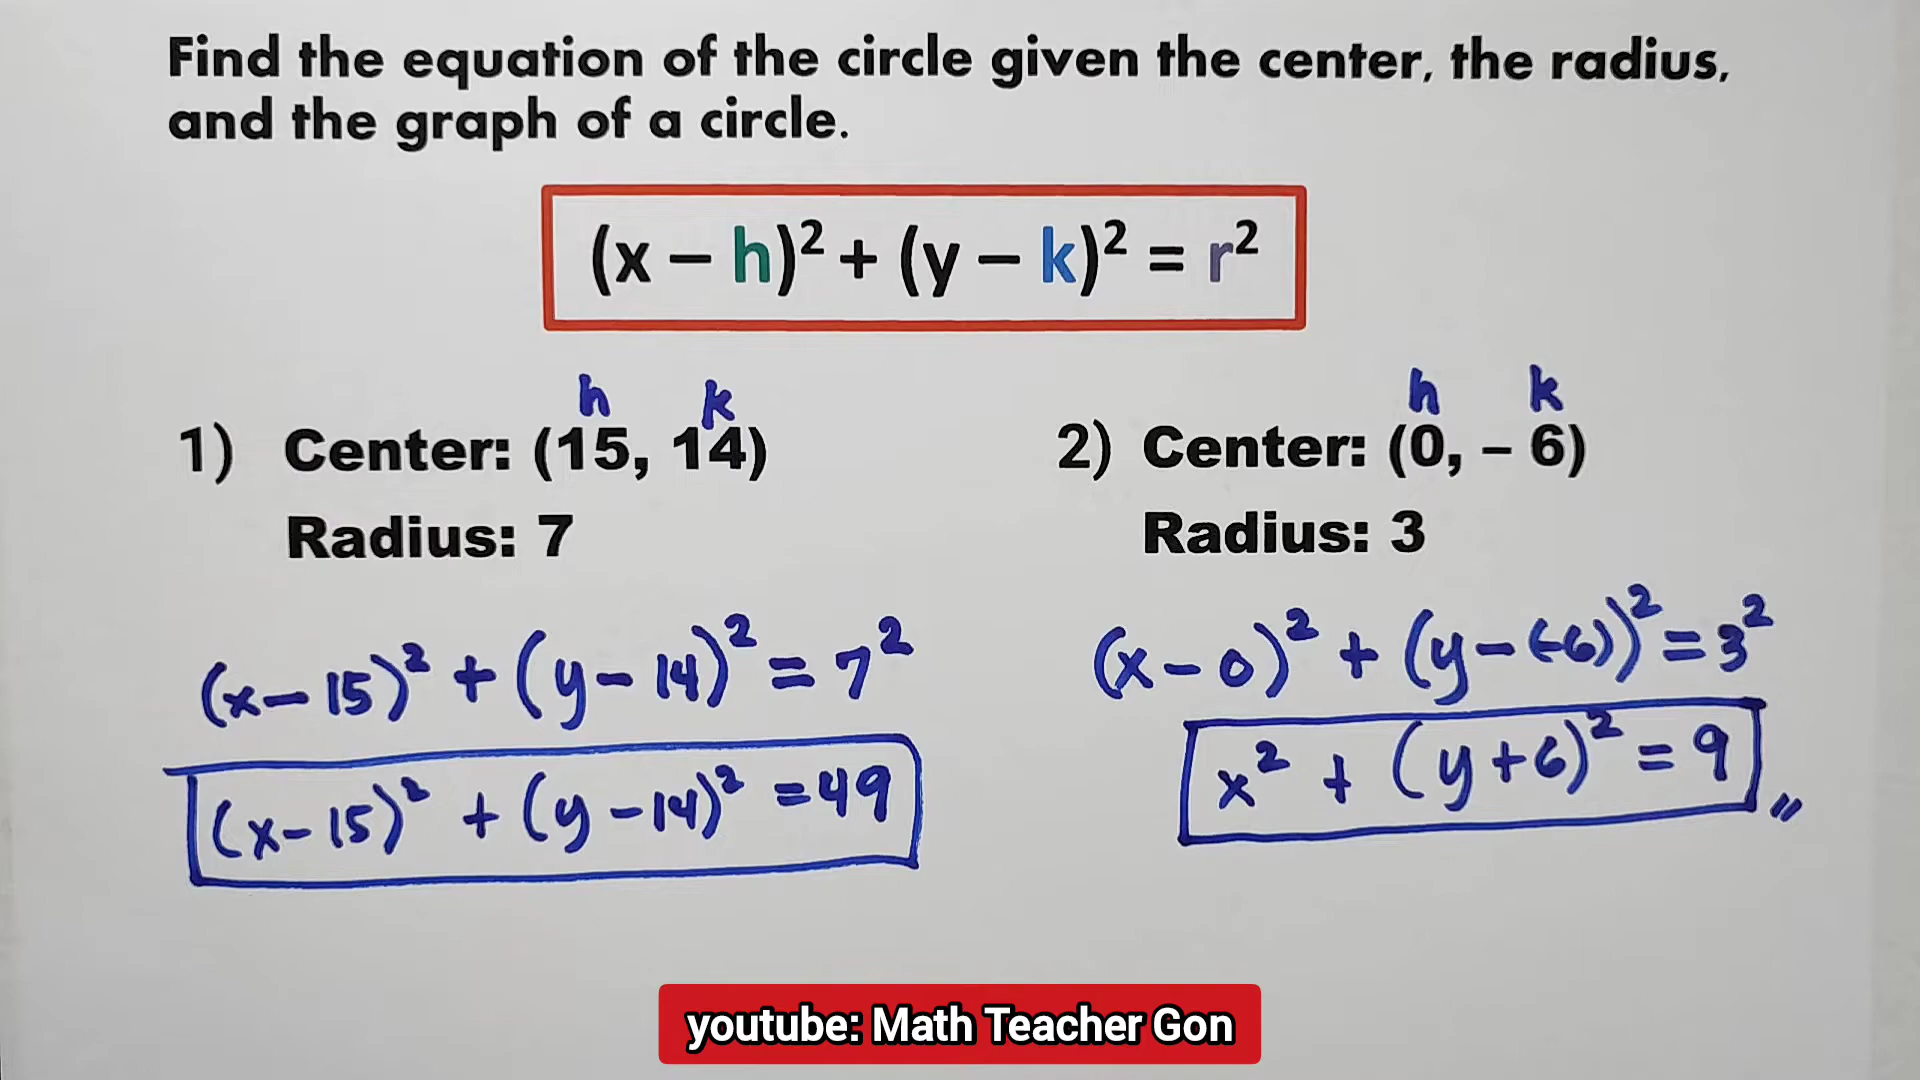 Find the equation of the circle given the center, the radius,
and the graph of a circle.
(x – h)² + (y – k)² = r²
h k
1) Center: (15, 14)
Radius: 7
(x-15)² + (y-14)² = 7²
(x-15)² + (y-14)² =49
h k
2) Center: (0, – 6)
Radius: 3
(x-0)² + (y-(-6))² = 3²
x² + (y+6)² = 9
youtube: Math Teacher Gon